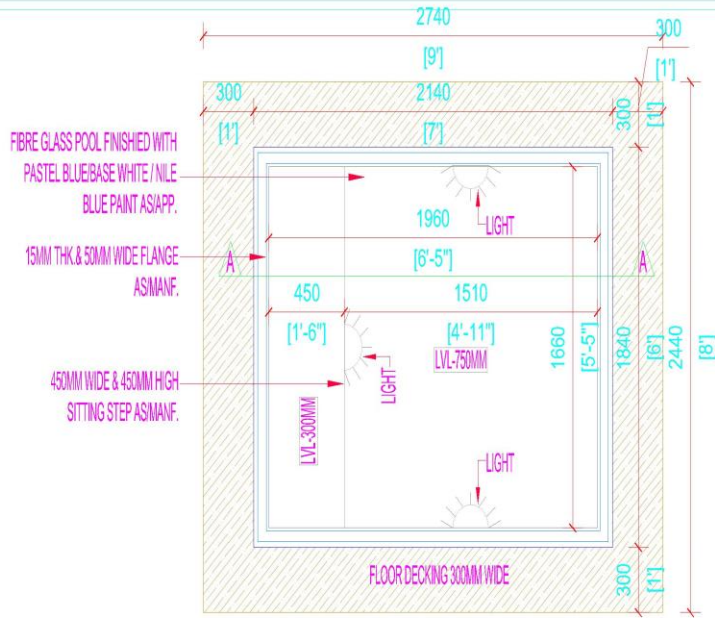 2740
[9']
300
[1']
300
[1']
2140
[7']
300
[1']
FIBRE GLASS POOL FINISHIED WITH
PASTEL BLUE/BASE WHITE / NILE
BLUE PAINT AS/APP.
LIGHT
1960
[6'-5"]
15MM THK.& 50MM WIDE FLANGE
AS/MANF.
A
A
450
[1'-6"]
1510
[4'-11"]
LVL-750MM
1660
[5'-5"]
1840
[6']
2440
[8']
450MM WIDE & 450MM HIGH
SITTING STEP AS/MANF.
LIGHT
LVL-300MM
LIGHT
FLOOR DECKING 300MM WIDE
300
[1']